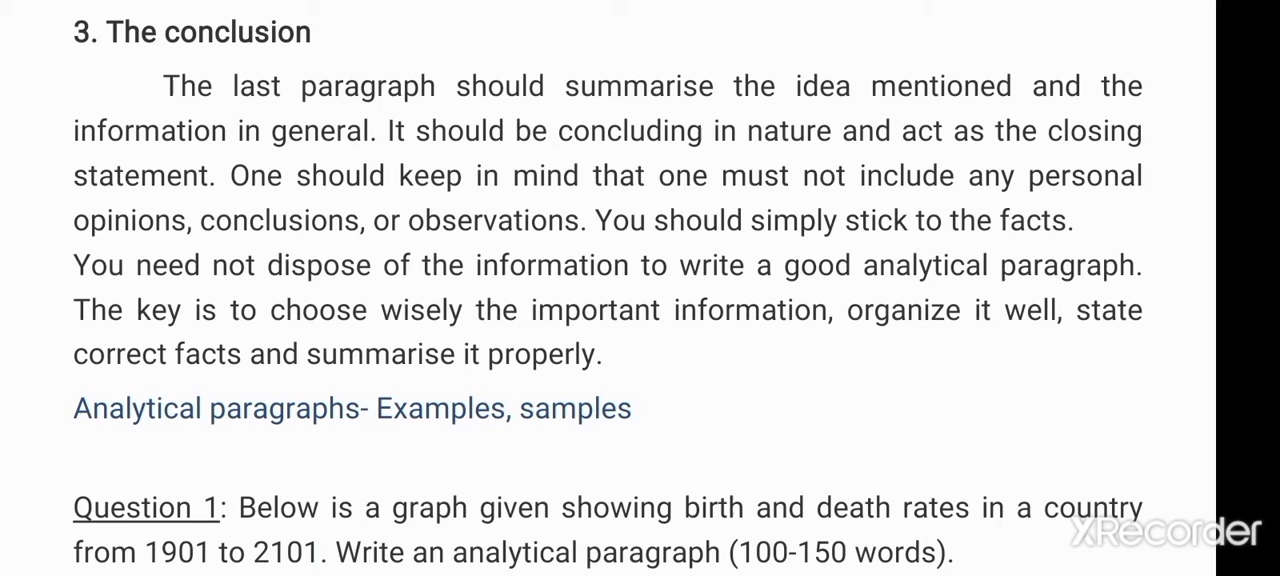 3. The conclusion
The last paragraph should summarise the idea mentioned and the
information in general. It should be concluding in nature and act as the closing
statement. One should keep in mind that one must not include any personal
opinions, conclusions, or observations. You should simply stick to the facts.
You need not dispose of the information to write a good analytical paragraph.
The key is to choose wisely the important information, organize it well, state
correct facts and summarise it properly.
Analytical paragraphs- Examples, samples
Question 1: Below is a graph given showing birth and death rates in a country
from 1901 to 2101. Write an analytical paragraph (100-150 words).
XRecorder